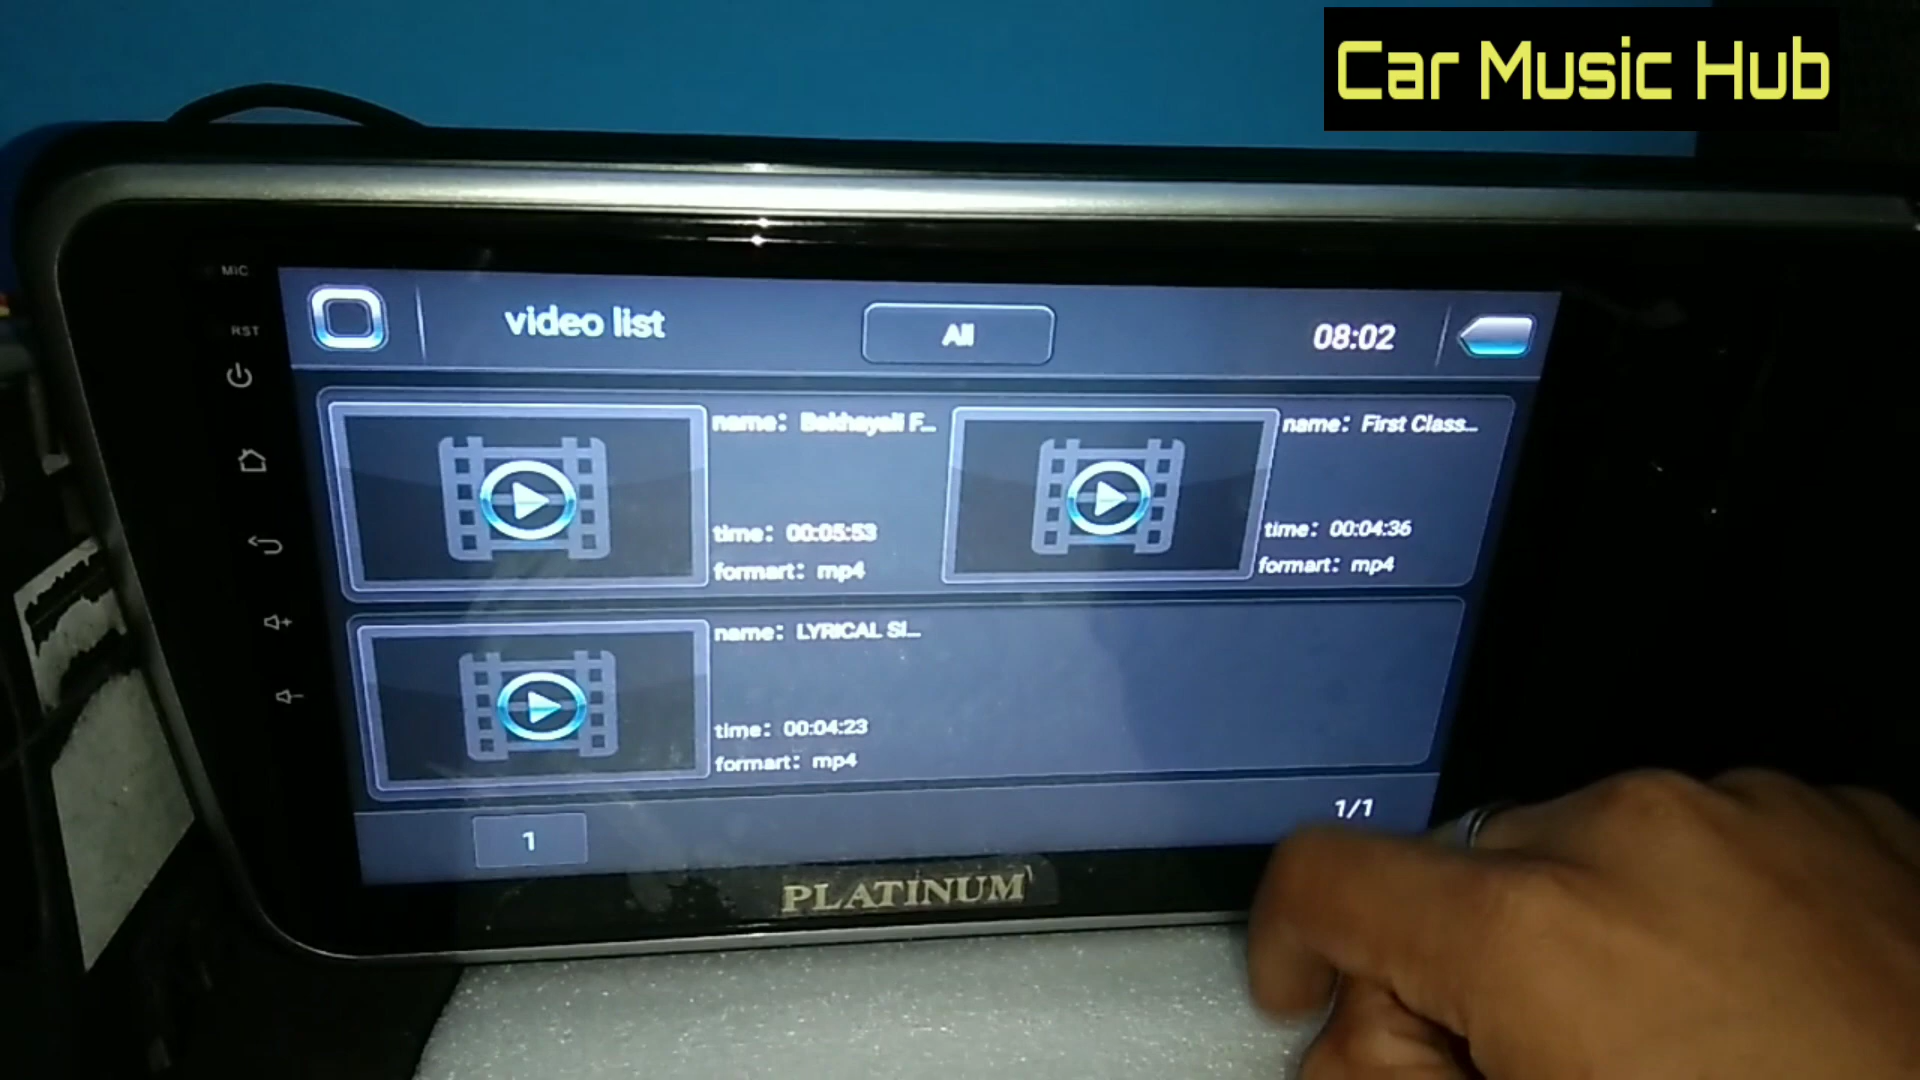 Car Music Hub
MIC
RST
video list
All
08:02
name: Bekhayali F...
time: 00:05:53
formart: mp4
name: First Class...
time: 00:04:36
formart: mp4
name: LYRICAL SI...
time: 00:04:23
formart: mp4
1
1/1
PLATINUM